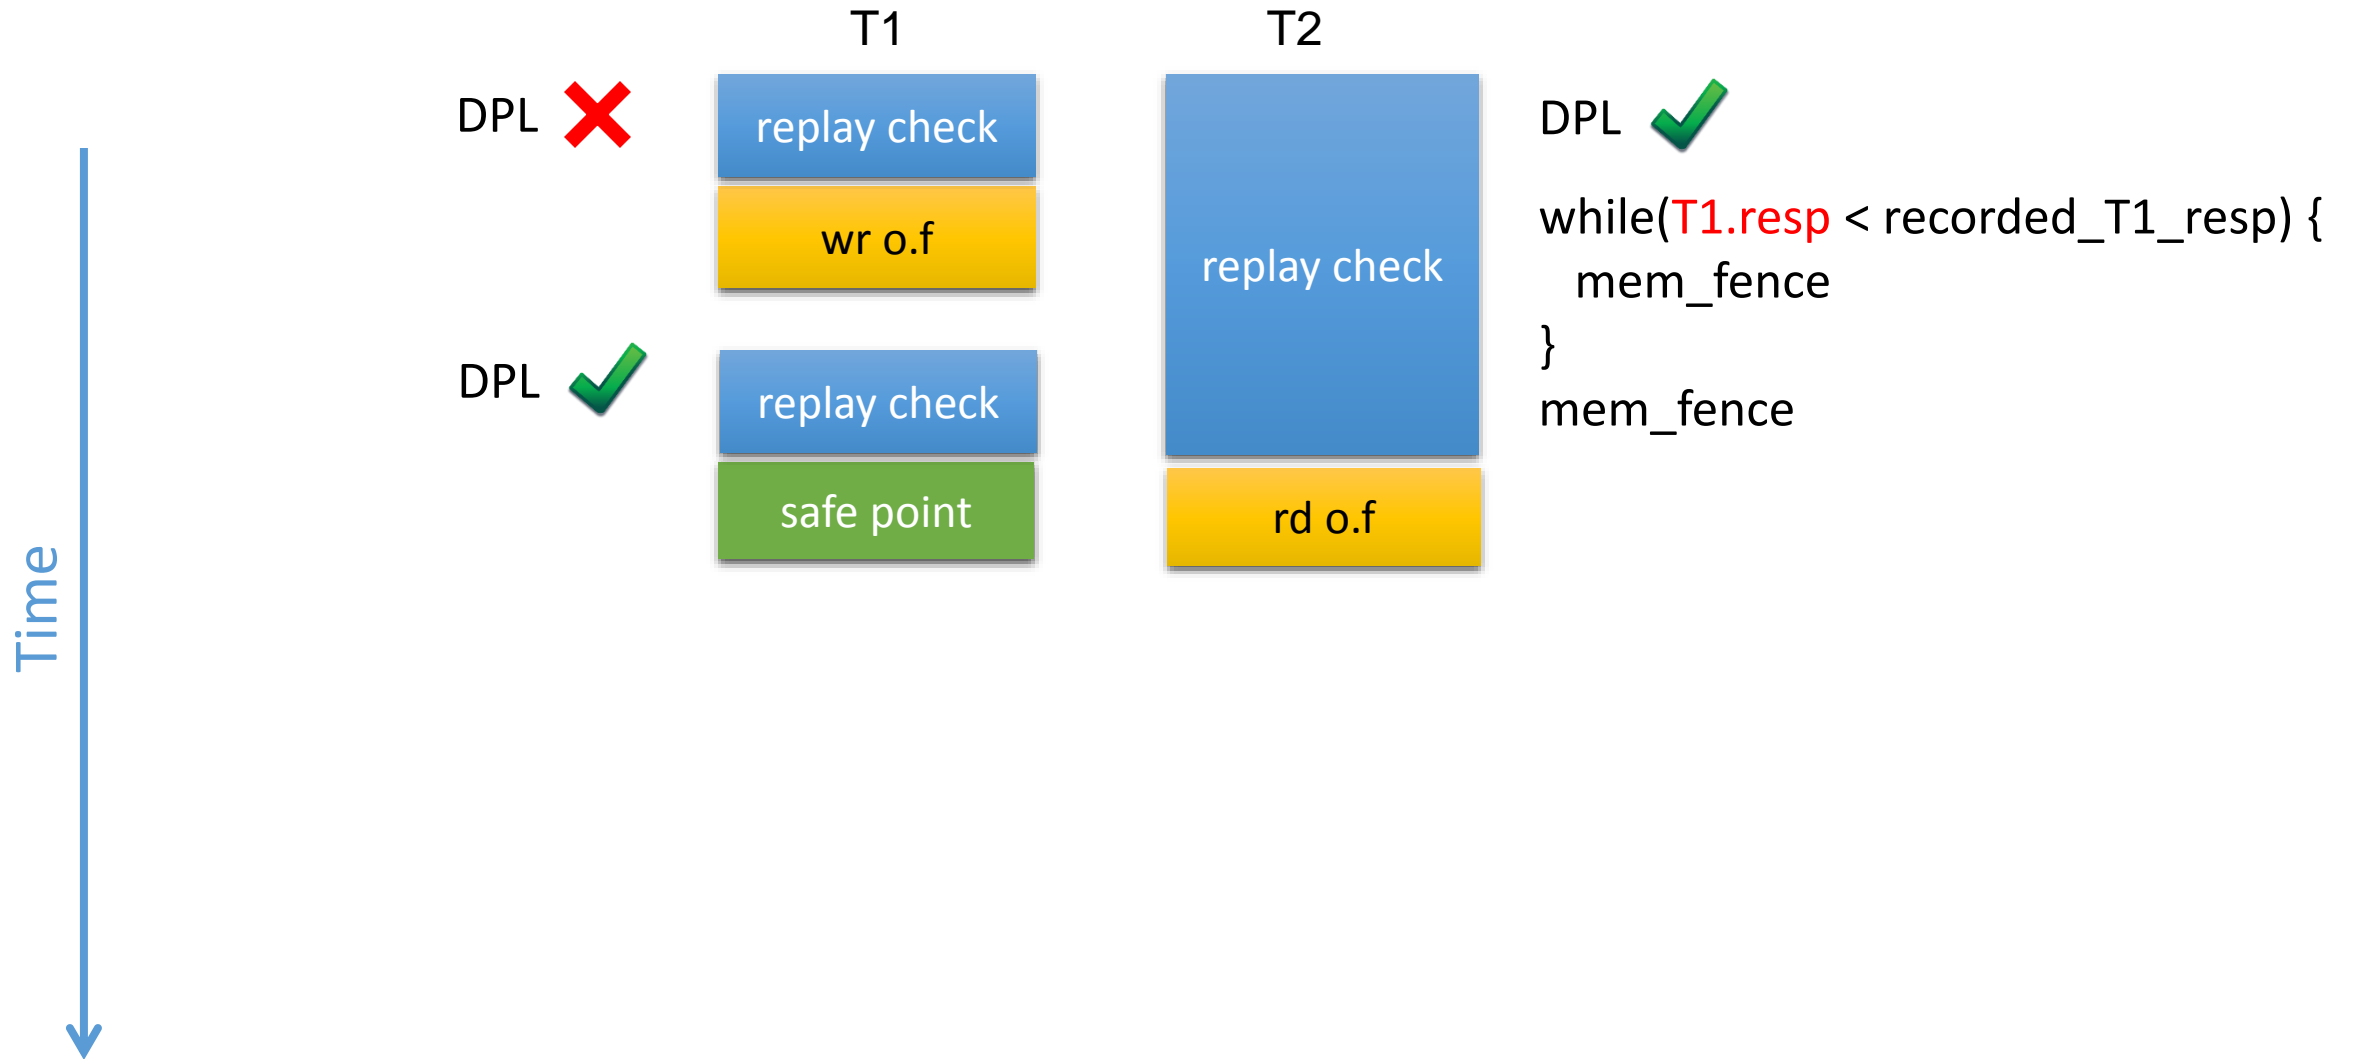 T1
T2
DPL
replay check
DPL
wr o.f
while(T1.resp < recorded_T1_resp) {
replay check
mem_fence
}
DPL
replay check
mem_fence
safe point
rd o.f
Time